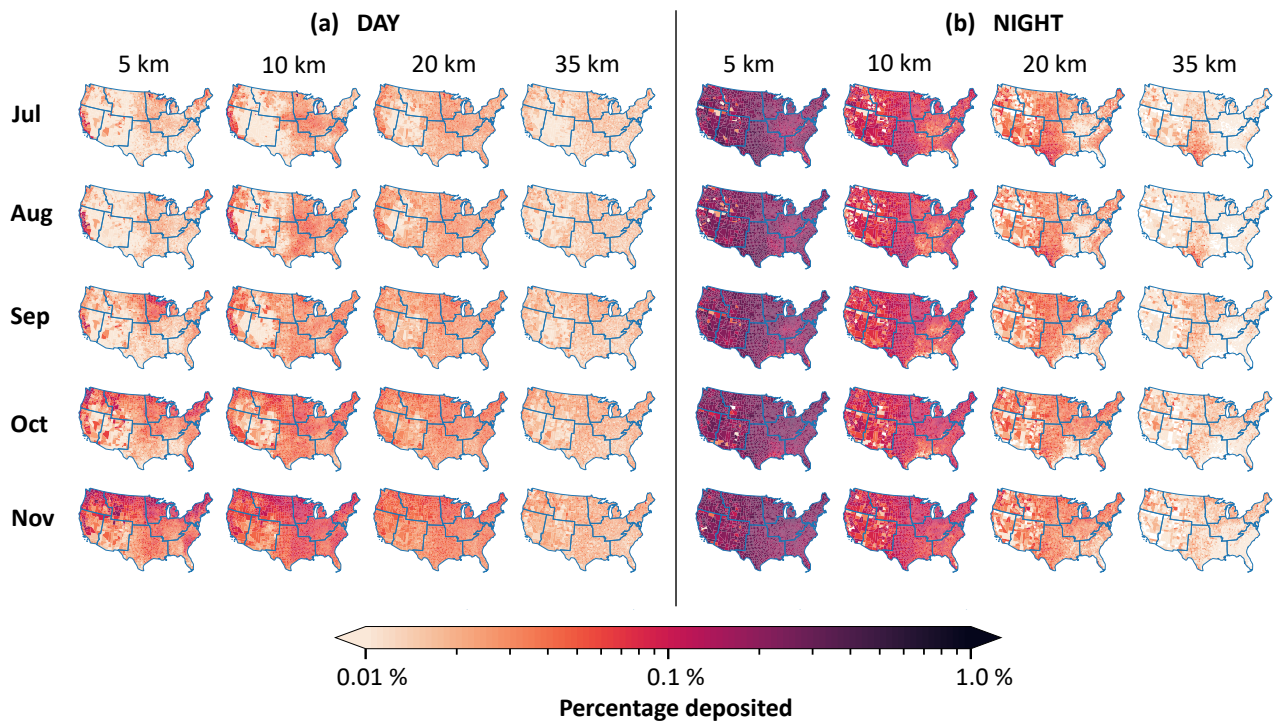 (a) DAY (b) NIGHT
5 km 10 km 20 km 35 km 5 km 10 km 20 km 35 km
Jul
Aug
Sep
Oct
Nov
0.01 % 0.1 % 1.0 %
Percentage deposited